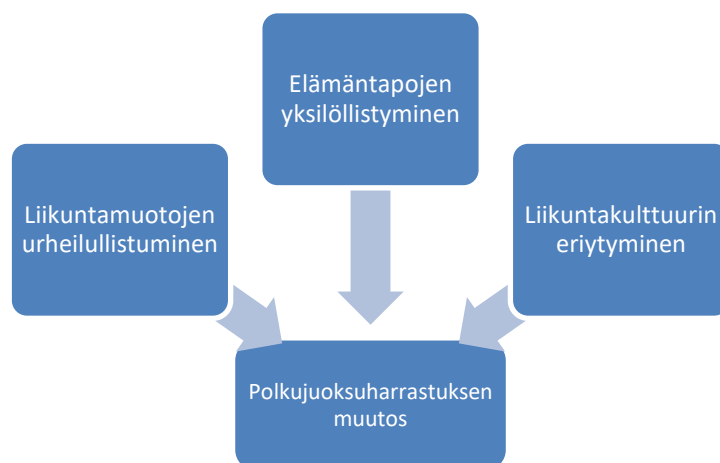 Elämäntapojen
yksilöllistyminen
Liikuntamuotojen
urheilullistuminen
Liikuntakulttuurin
eriytyminen
Polkujuoksuharrastuksen
muutos